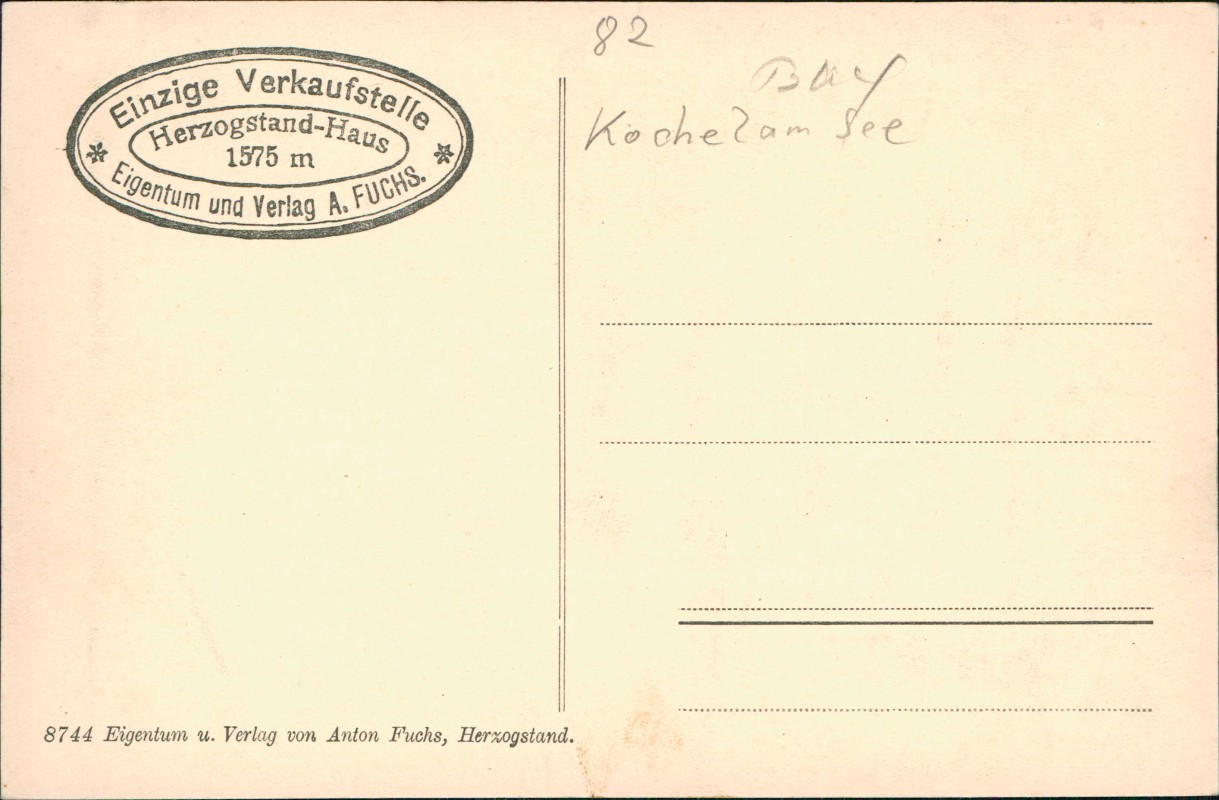 Einzige Verkaufstelle
Herzogstand-Haus
1575 m
Eigentum und Verlag A. FUCHS.
82
Bay
Kochel am See
8744 Eigentum u. Verlag von Anton Fuchs, Herzogstand.